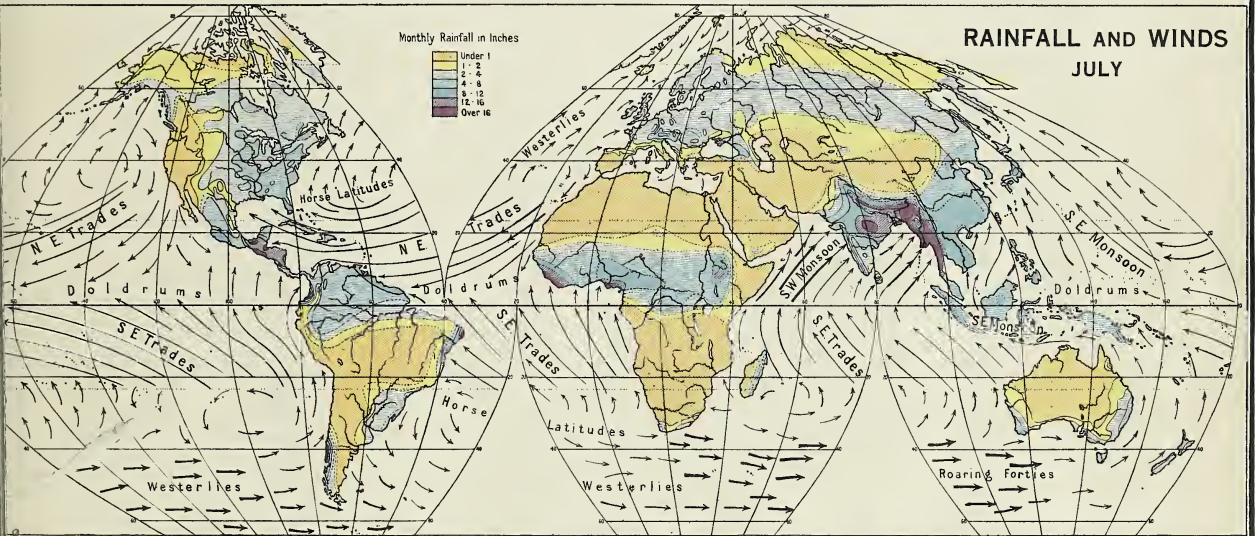 RAINFALL AND WINDS
JULY
Monthly Rainfall in Inches
Under 1
1 - 2
2 - 4
4 - 8
8 - 12
12 - 16
Over 16
Westerlies
Horse Latitudes
N E Trades
N E
Trades
S E Monsoon
S W Monsoon
Doldrums
Doldrums
Doldrums
S E Trades
S E Trades
S E Trades
S E Monson
Horse
Latitudes
Westerlies
Westerlies
Roaring Forties